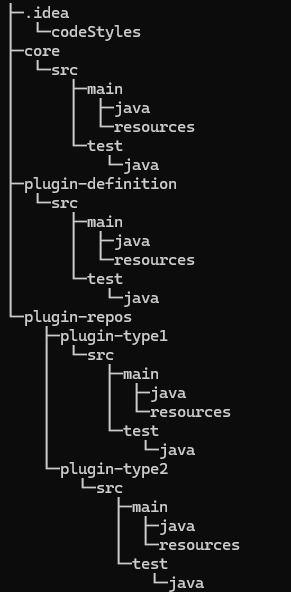 .idea
codeStyles
core
src
main
java
resources
test
java
plugin-definition
src
main
java
resources
test
java
plugin-repos
plugin-type1
src
main
java
resources
test
java
plugin-type2
src
main
java
resources
test
java